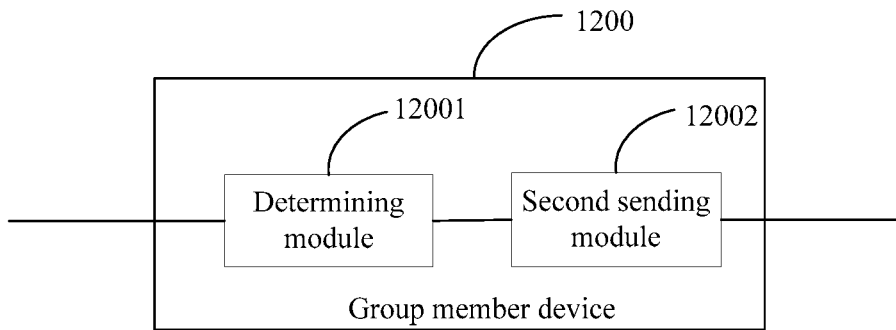 1200
12001
12002
Determining
module
Second sending
module
Group member device